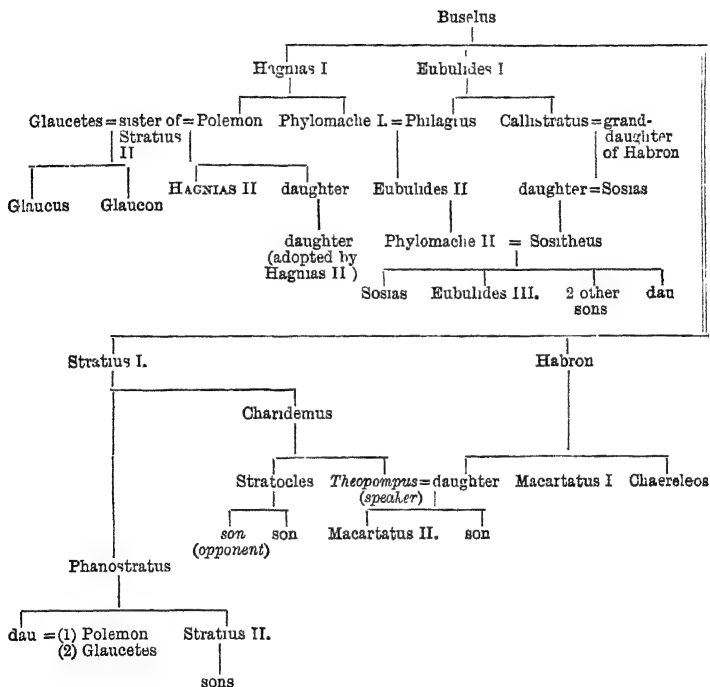 Buselus
Hagnias I Eubulides I
Glaucetes = sister of = Polemon Phylomache I. = Philagrus Callistratus = grand-
Stratius daughter
II of Habron
HAGNIAS II daughter Eubulides II daughter = Sosias
Glaucus Glaucon
daughter Phylomache II = Sositheus
(adopted by
Hagnias II)
Sosias Eubulides III. 2 other dau
sons
Stratius I. Habron
Charidemus
Stratocles Theopompus = daughter Macartatus I Chaereleos
(speaker)
son son Macartatus II. son
(opponent)
Phanostratus
dau = (1) Polemon Stratius II.
(2) Glaucetes
sons